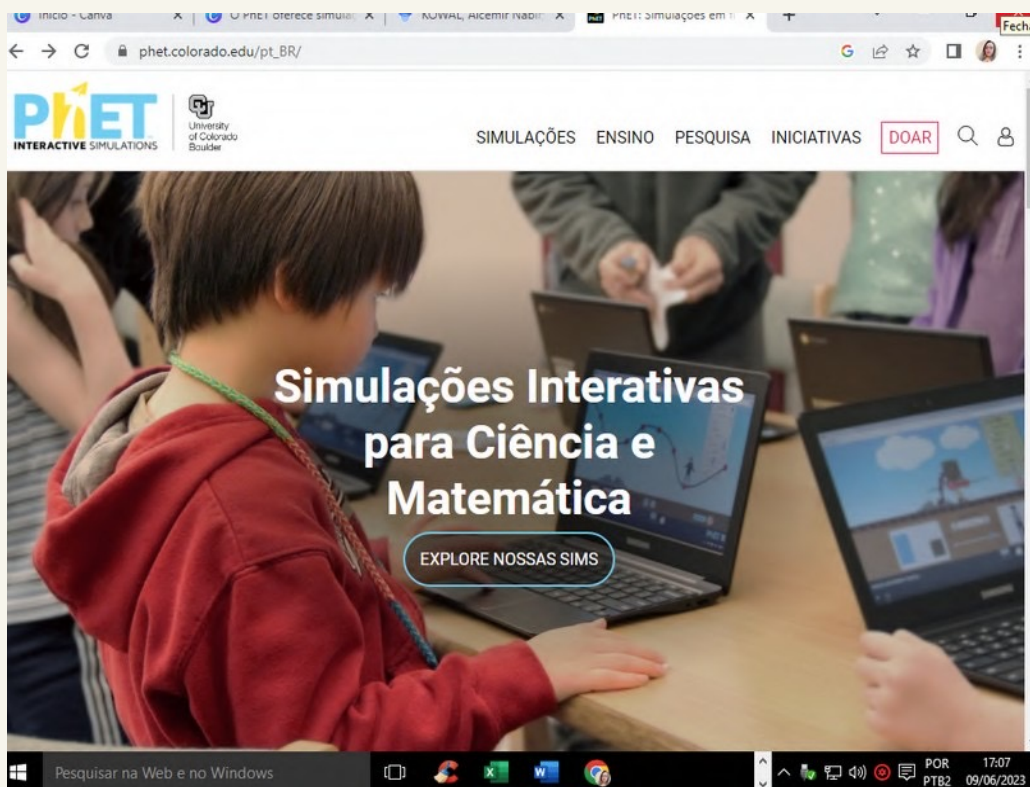 Início - Canva
O PhET oferece simulaç
KOWAL, Alcemir Nabir
PhET: Simulações em
Fecha
phet.colorado.edu/pt_BR/
PhET
INTERACTIVE SIMULATIONS
University
of Colorado
Boulder
SIMULAÇÕES ENSINO PESQUISA INICIATIVAS DOAR
Simulações Interativas
para Ciência e
Matemática
EXPLORE NOSSAS SIMS
Pesquisar na Web e no Windows
POR
PTB2
17:07
09/06/2023